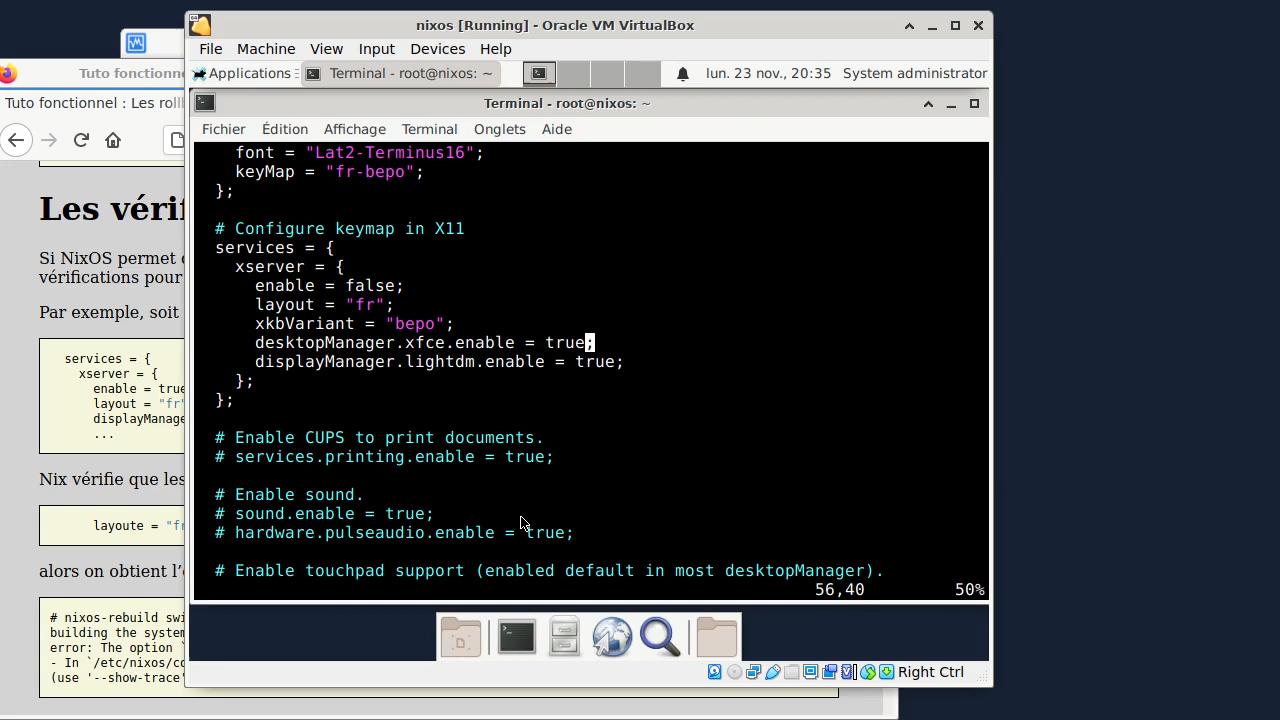 nixos [Running] - Oracle VM VirtualBox
File Machine View Input Devices Help
Applications Terminal - root@nixos: ~ lun. 23 nov., 20:35 System administrator
Terminal - root@nixos: ~
Fichier Édition Affichage Terminal Onglets Aide
font = "Lat2-Terminus16";
keyMap = "fr-bepo";
};
# Configure keymap in X11
services = {
xserver = {
enable = false;
layout = "fr";
xkbVariant = "bepo";
desktopManager.xfce.enable = true;
displayManager.lightdm.enable = true;
};
};
# Enable CUPS to print documents.
# services.printing.enable = true;
# Enable sound.
# sound.enable = true;
# hardware.pulseaudio.enable = true;
# Enable touchpad support (enabled default in most desktopManager).
56,40 50%
Right Ctrl
Tuto fonctionne
Tuto fonctionnel : Les rollb
Les vérif
Si NixOS permet
vérifications pour
Par exemple, soit
services = {
xserver = {
enable = true
layout = "fr"
displayManage
...
Nix vérifie que les
layoute = "fr
alors on obtient l'
# nixos-rebuild swi
building the system
error: The option `
- In `/etc/nixos/co
(use '--show-trace'